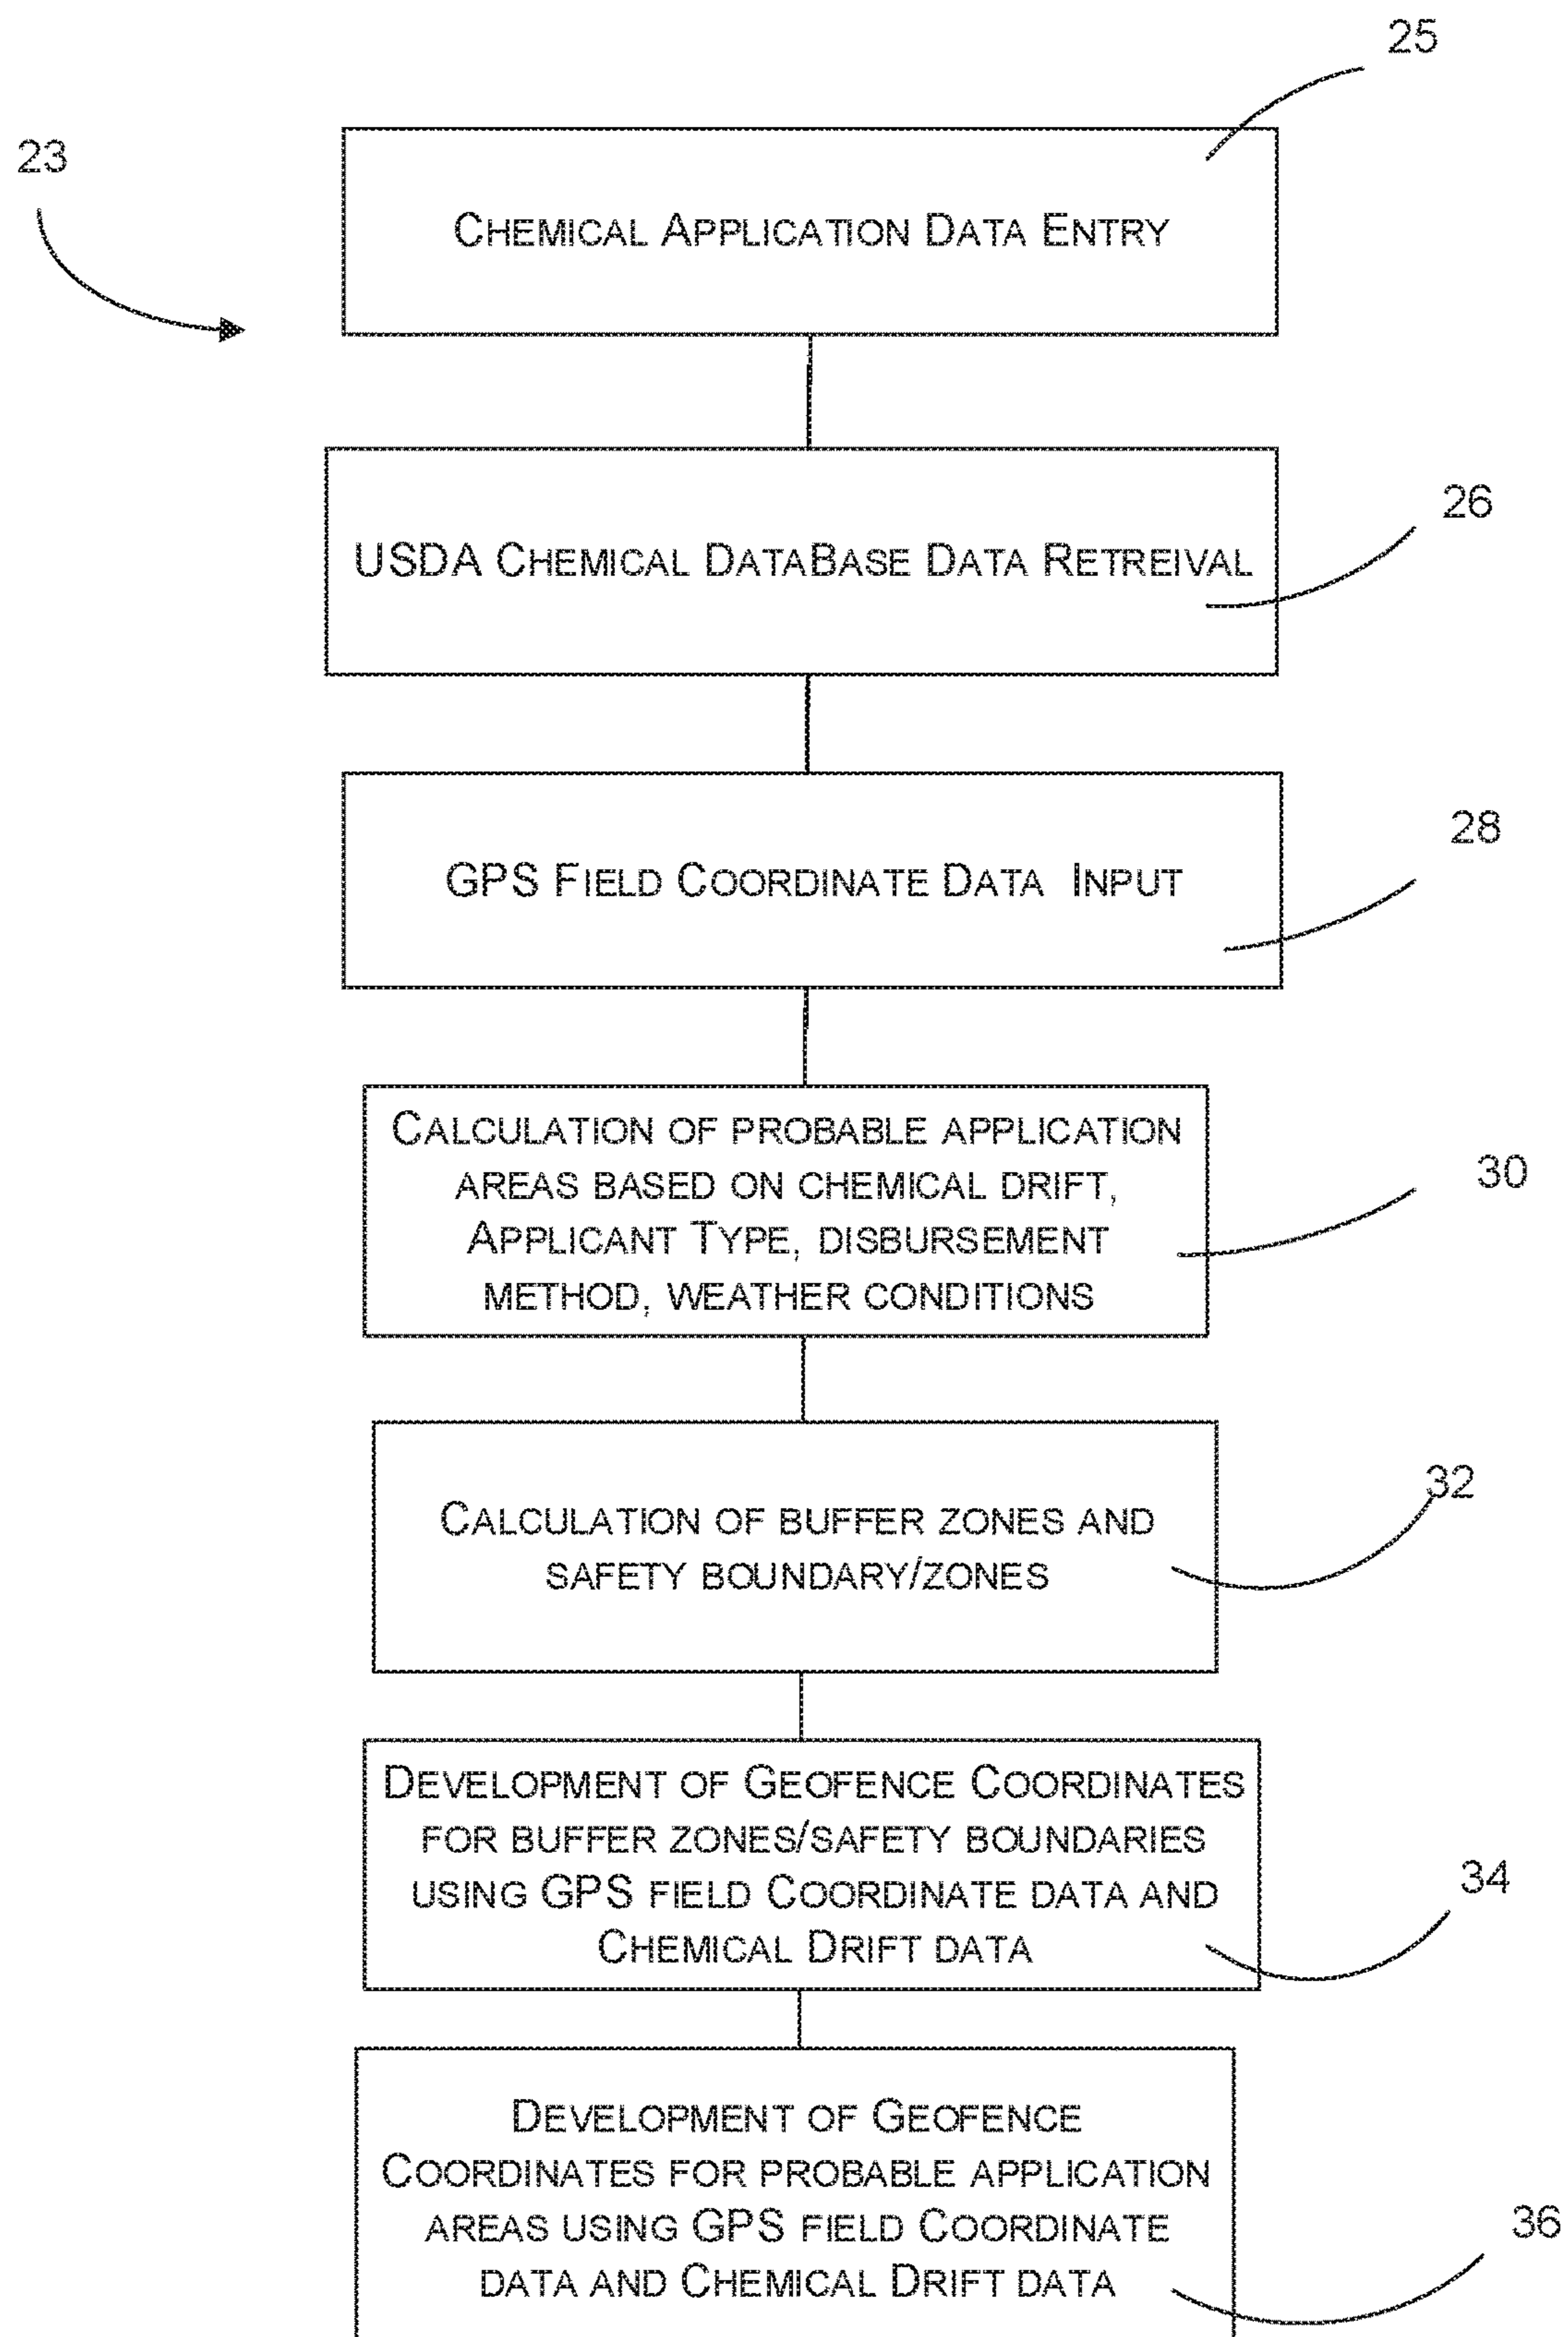 25
23
CHEMICAL APPLICATION DATA ENTRY
26
USDA CHEMICAL DATABASE DATA RETREIVAL
28
GPS FIELD COORDINATE DATA INPUT
CALCULATION OF PROBABLE APPLICATION
AREAS BASED ON CHEMICAL DRIFT,
APPLICANT TYPE, DISBURSEMENT
METHOD, WEATHER CONDITIONS
30
32
CALCULATION OF BUFFER ZONES AND
SAFETY BOUNDARY/ZONES
DEVELOPMENT OF GEOFENCE COORDINATES
FOR BUFFER ZONES/SAFETY BOUNDARIES
USING GPS FIELD COORDINATE DATA AND
CHEMICAL DRIFT DATA
34
DEVELOPMENT OF GEOFENCE
COORDINATES FOR PROBABLE APPLICATION
AREAS USING GPS FIELD COORDINATE
DATA AND CHEMICAL DRIFT DATA
36